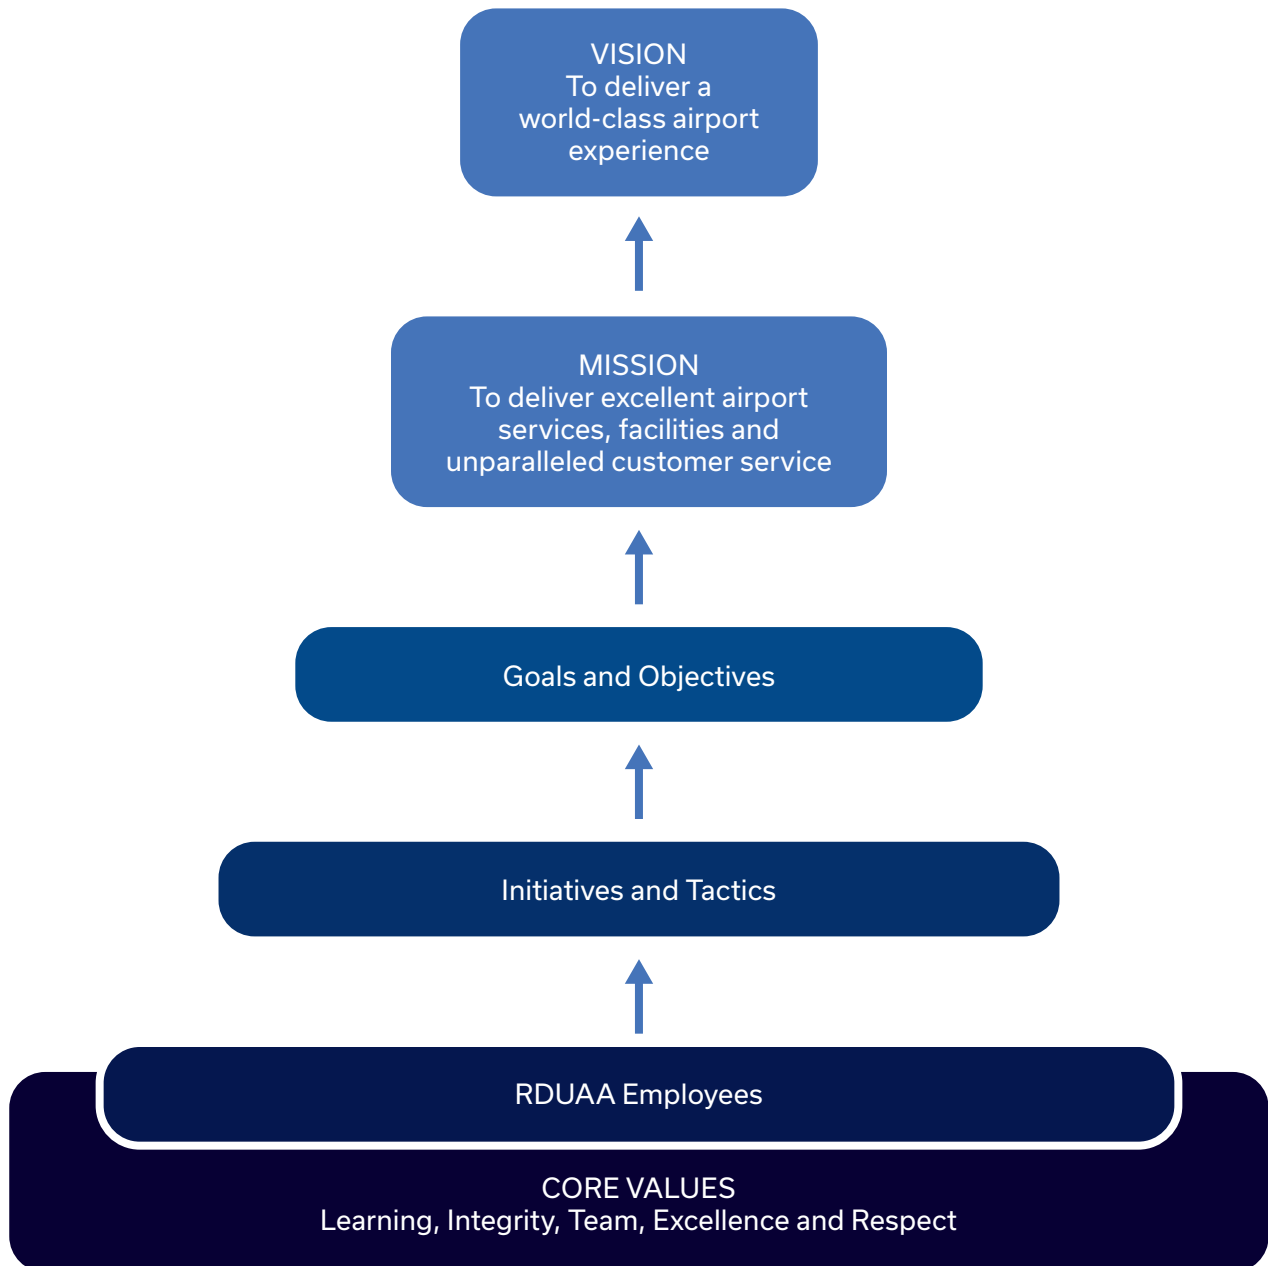 VISION
To deliver a
world-class airport
experience
MISSION
To deliver excellent airport
services, facilities and
unparalleled customer service
Goals and Objectives
Initiatives and Tactics
RDUAA Employees
CORE VALUES
Learning, Integrity, Team, Excellence and Respect